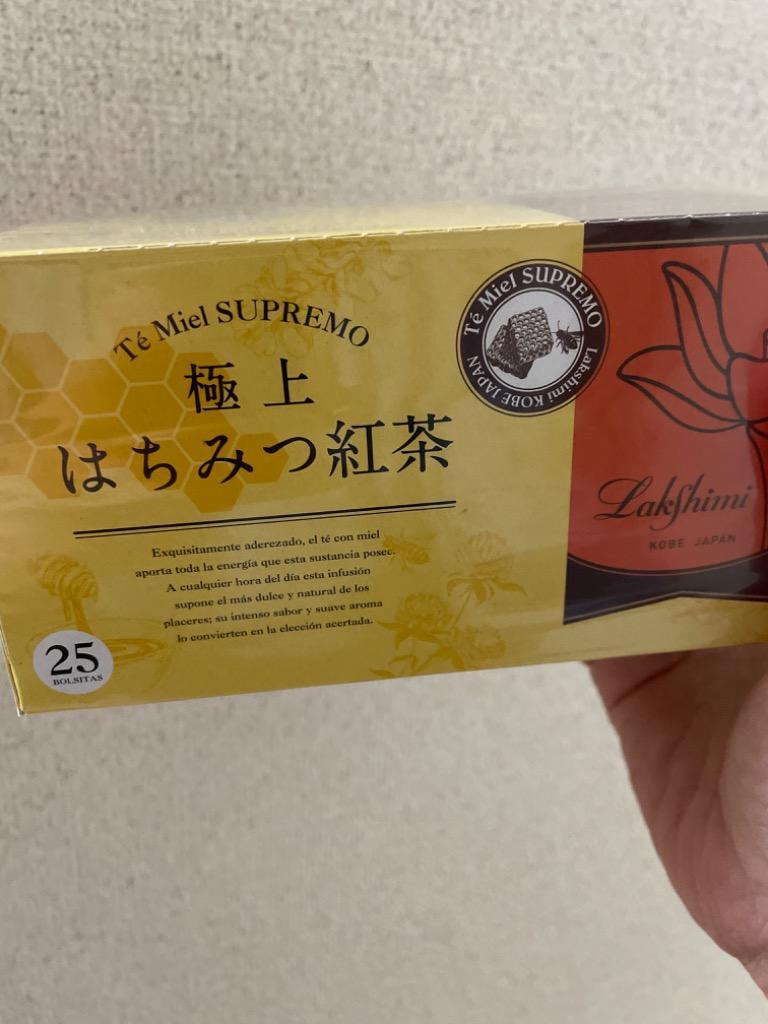 Té Miel SUPREMO
極上
はちみつ紅茶
Exquisitamente aderezado, el té con miel
aporta toda la energía que esta sustancia posee.
A cualquier hora del día esta infusión
supone el más dulce y natural de los
placeres; su intenso sabor y suave aroma
lo convierten en la elección acertada.
25
BOLSITAS
Té Miel SUPREMO
Lakshimi KOBE JAPAN
Lakshimi
KOBE JAPAN